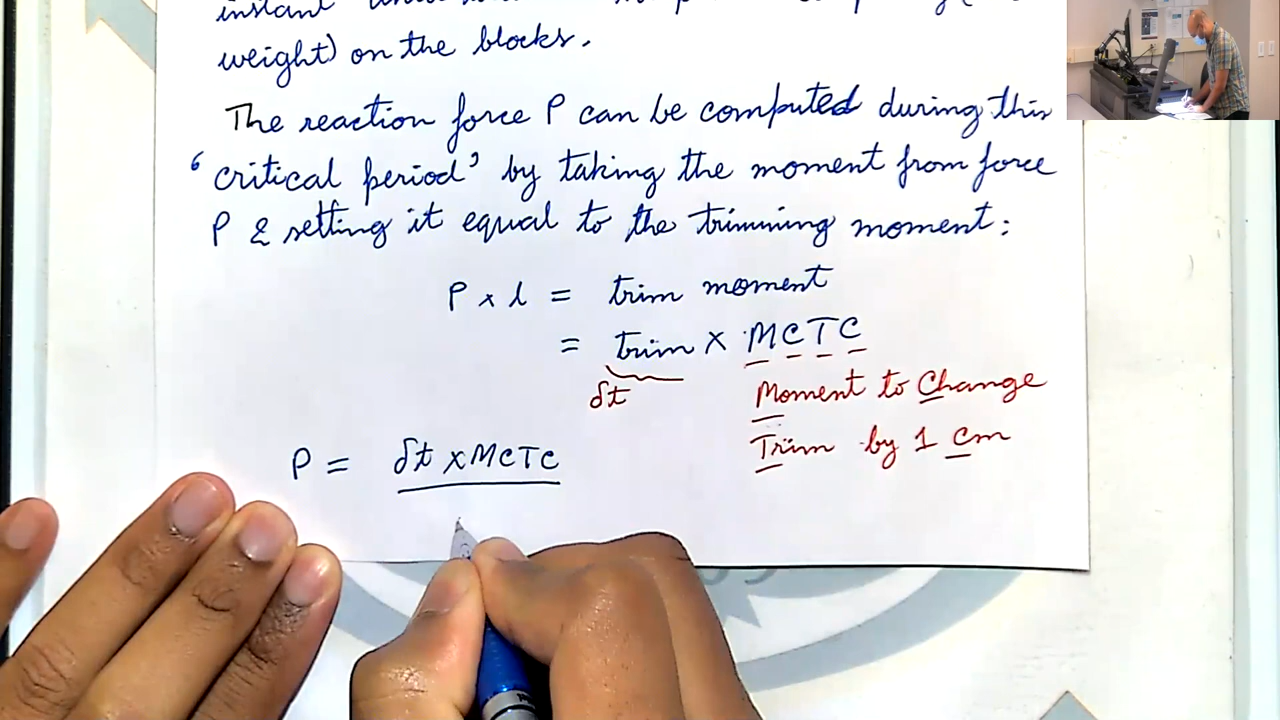 instant
weight) on the blocks.
The reaction force P can be computed during this
'critical period' by taking the moment from force
P & setting it equal to the trimming moment:
P x l = trim moment
= trim x MCTC
δt
Moment to Change
Trim by 1 cm
P = δt x MCTC